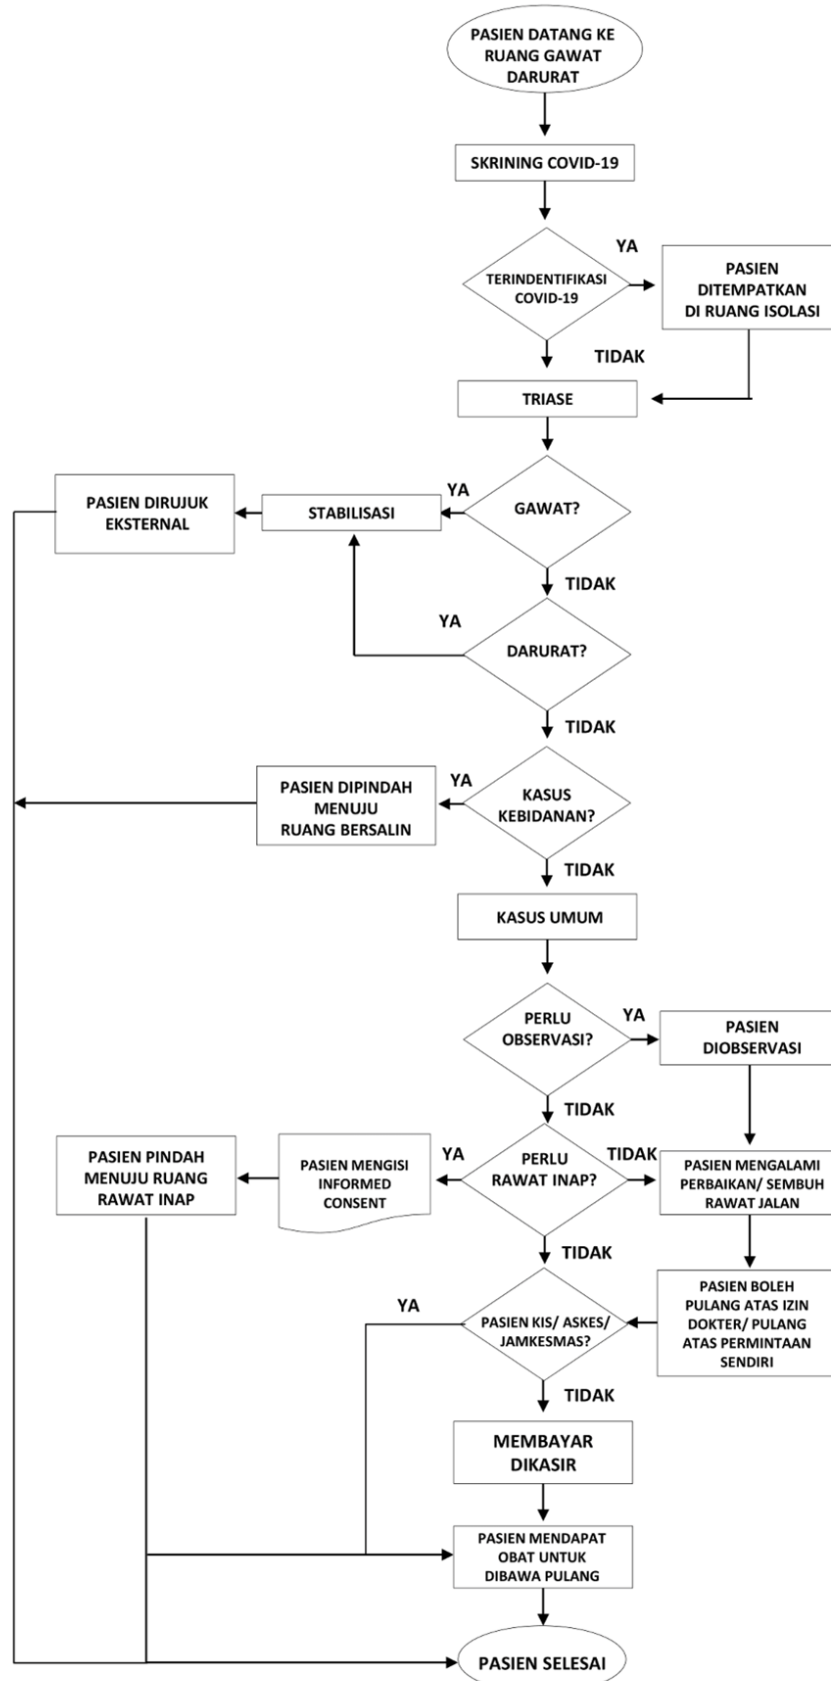 PASIEN DATANG KE
RUANG GAWAT
DARURAT
SKRINING COVID-19
TERINDENTIFIKASI
COVID-19
YA
PASIEN
DITEMPATKAN
DI RUANG ISOLASI
TIDAK
TRIASE
GAWAT?
YA
STABILISASI
PASIEN DIRUJUK
EKSTERNAL
TIDAK
DARURAT?
YA
TIDAK
KASUS
KEBIDANAN?
YA
PASIEN DIPINDAH
MENUJU
RUANG BERSALIN
TIDAK
KASUS UMUM
PERLU
OBSERVASI?
YA
PASIEN
DIOBSERVASI
TIDAK
PERLU
RAWAT INAP?
YA
PASIEN MENGISI
INFORMED
CONSENT
PASIEN PINDAH
MENUJU RUANG
RAWAT INAP
TIDAK
PASIEN MENGALAMI
PERBAIKAN/ SEMBUH
RAWAT JALAN
TIDAK
PASIEN BOLEH
PULANG ATAS IZIN
DOKTER/ PULANG
ATAS PERMINTAAN
SENDIRI
PASIEN KIS/ ASKES/
JAMKESMAS?
YA
TIDAK
MEMBAYAR
DIKASIR
PASIEN MENDAPAT
OBAT UNTUK
DIBAWA PULANG
PASIEN SELESAI